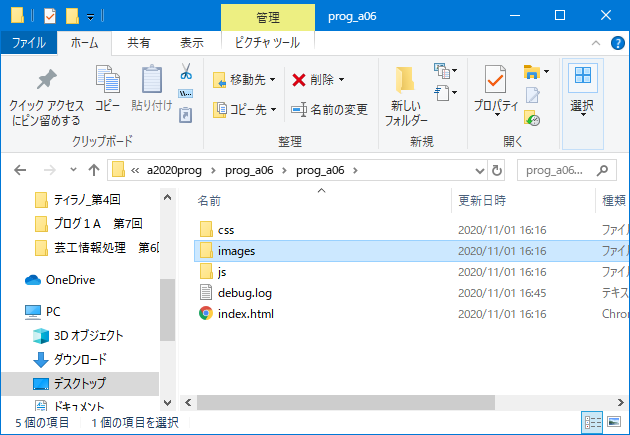 管理 prog_a06
ファイル ホーム 共有 表示 ピクチャ ツール
クイック アクセス
にピン留めする
コピー
貼り付け
移動先
コピー先
削除
名前の変更
新しい
フォルダー
プロパティ
選択
クリップボード 整理 新規 開く
« a2020prog > prog_a06 > prog_a06 > prog_a06...
ティラノ_第4回
プログ1A 第7回
芸工情報処理 第6回
OneDrive
PC
3D オブジェクト
ダウンロード
デスクトップ
ドキュメント
名前 更新日時 種類
css 2020/11/01 16:16 ファイル
images 2020/11/01 16:16 ファイル
js 2020/11/01 16:16 ファイル
debug.log 2020/11/01 16:45 テキス
index.html 2020/11/01 16:16 Chrom
5 個の項目 1 個の項目を選択